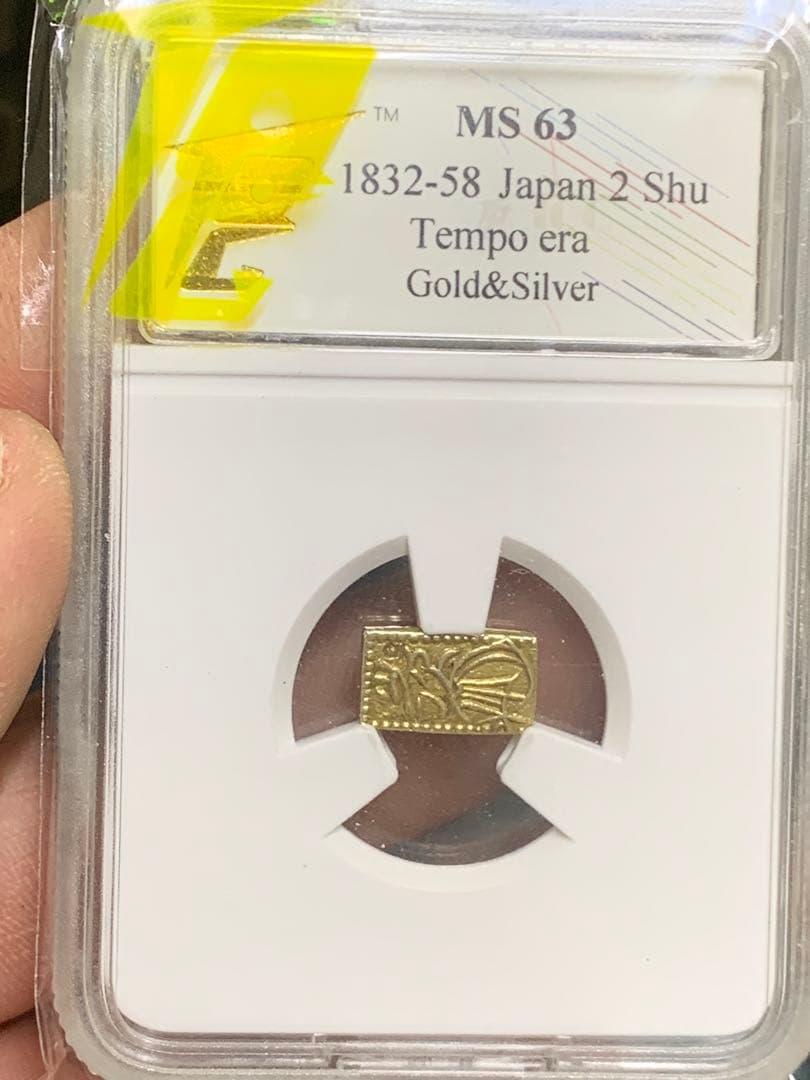 TM MS 63
1832-58 Japan 2 Shu
Tempo era
Gold&Silver